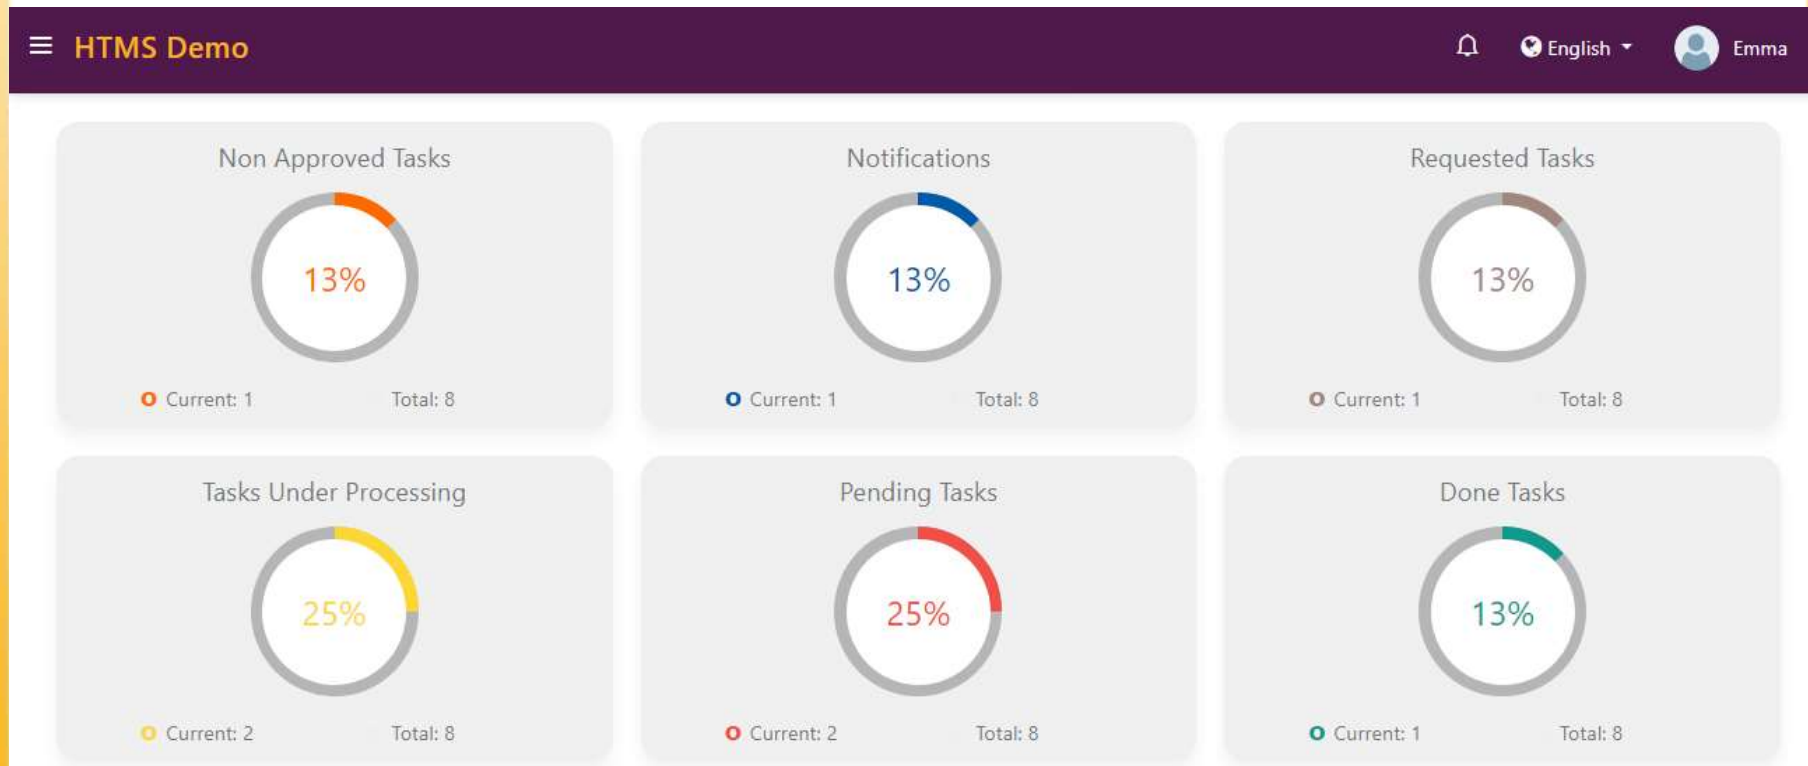 HTMS Demo
English
Emma
Non Approved Tasks
13%
Current: 1
Total: 8
Notifications
13%
Current: 1
Total: 8
Requested Tasks
13%
Current: 1
Total: 8
Tasks Under Processing
25%
Current: 2
Total: 8
Pending Tasks
25%
Current: 2
Total: 8
Done Tasks
13%
Current: 1
Total: 8